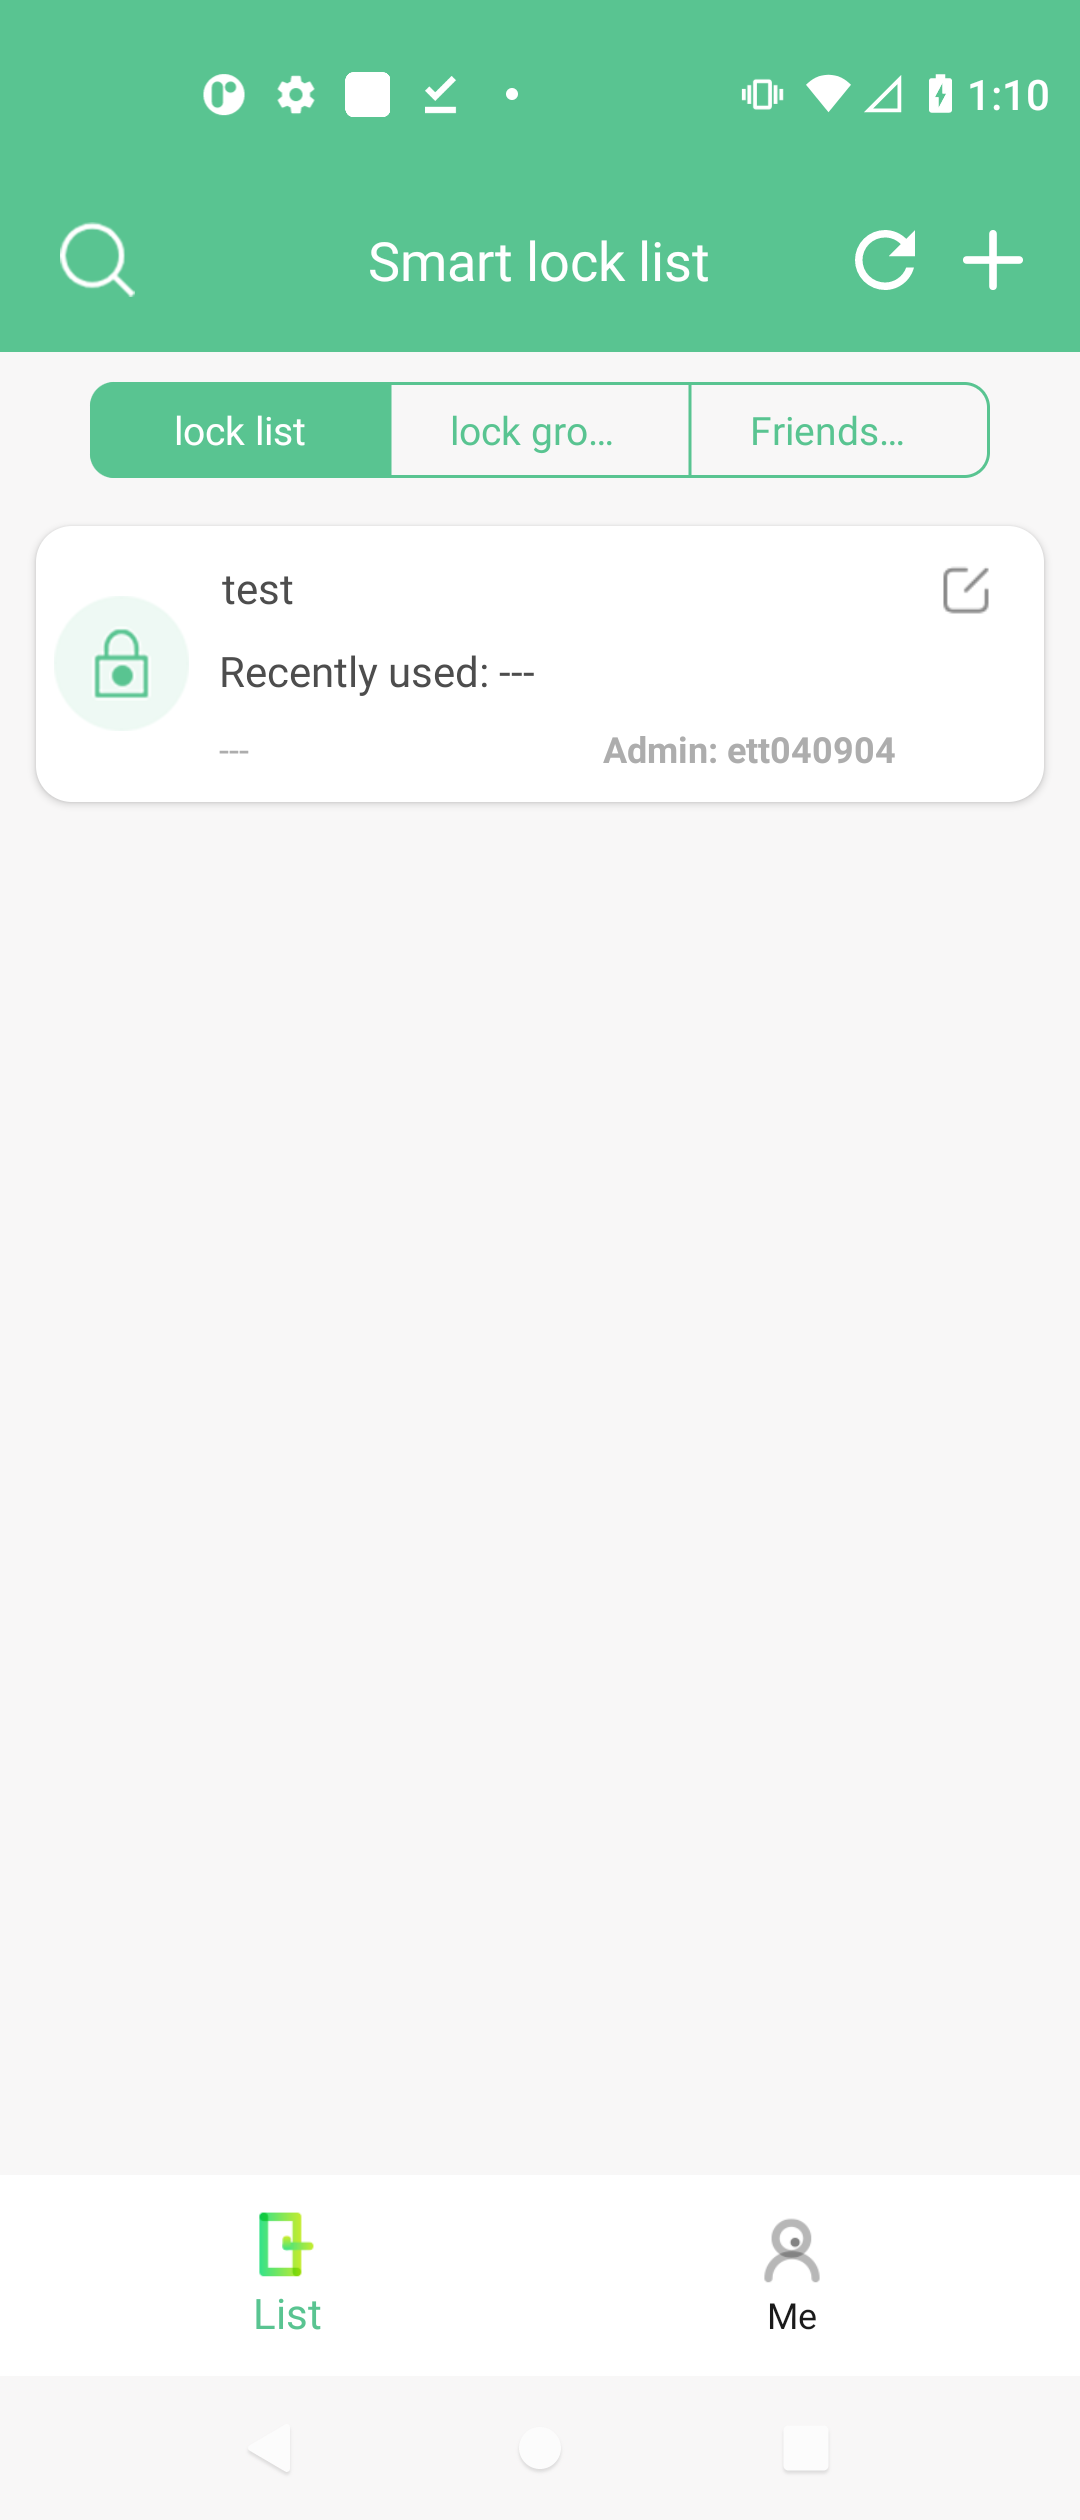 1:10
Smart lock list
lock list
lock gro...
Friends...
test
Recently used: ---
---
Admin: ett040904
List
Me